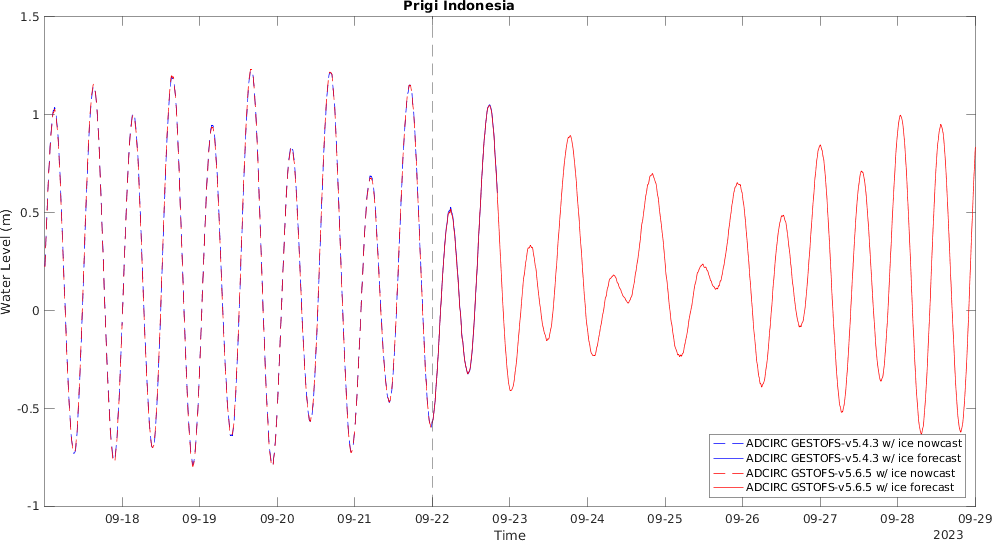 Prigi Indonesia
1.5
1
0.5
0
-0.5
-1
Water Level (m)
09-18
09-19
09-20
09-21
09-22
09-23
09-24
09-25
09-26
09-27
09-28
09-29
Time
2023
ADCIRC GESTOFS-v5.4.3 w/ ice nowcast
ADCIRC GESTOFS-v5.4.3 w/ ice forecast
ADCIRC GSTOFS-v5.6.5 w/ ice nowcast
ADCIRC GSTOFS-v5.6.5 w/ ice forecast